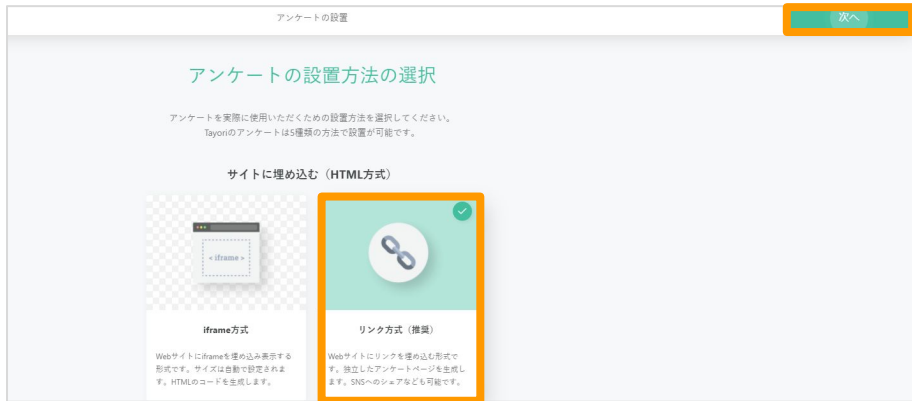 アンケートの設置
次へ
アンケートの設置方法の選択
アンケートを実際に使用いただくための設置方法を選択してください。
Tayoriのアンケートは5種類の方法で設置が可能です。
サイトに埋め込む（HTML方式）
< iframe >
iframe方式
Webサイトにiframeを埋め込み表示する
形式です。サイズは自動で設定されま
す。HTMLのコードを生成します。
リンク方式（推奨）
Webサイトにリンクを埋め込む形式で
す。独立したアンケートページを生成し
ます。SNSへのシェアなども可能です。